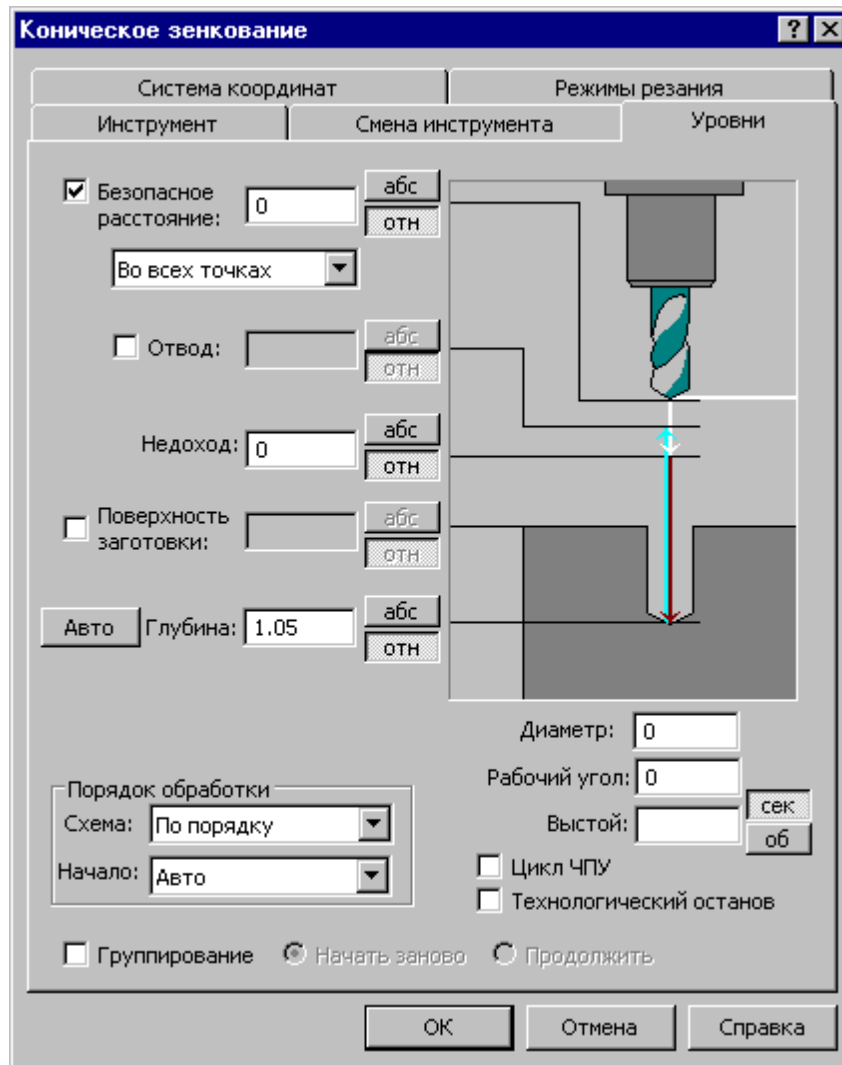 Коническое зенкование
Система координат
Режимы резания
Инструмент
Смена инструмента
Уровни
Безопасное
расстояние:
0
абс
отн
Во всех точках
Отвод:
абс
отн
Недоход:
0
абс
отн
Поверхность
заготовки:
абс
отн
Авто
Глубина:
1.05
абс
отн
Диаметр:
0
Рабочий угол:
0
Выстой:
сек
об
Порядок обработки
Схема:
По порядку
Начало:
Авто
Цикл ЧПУ
Технологический останов
Группирование
Начать заново
Продолжить
OK
Отмена
Справка